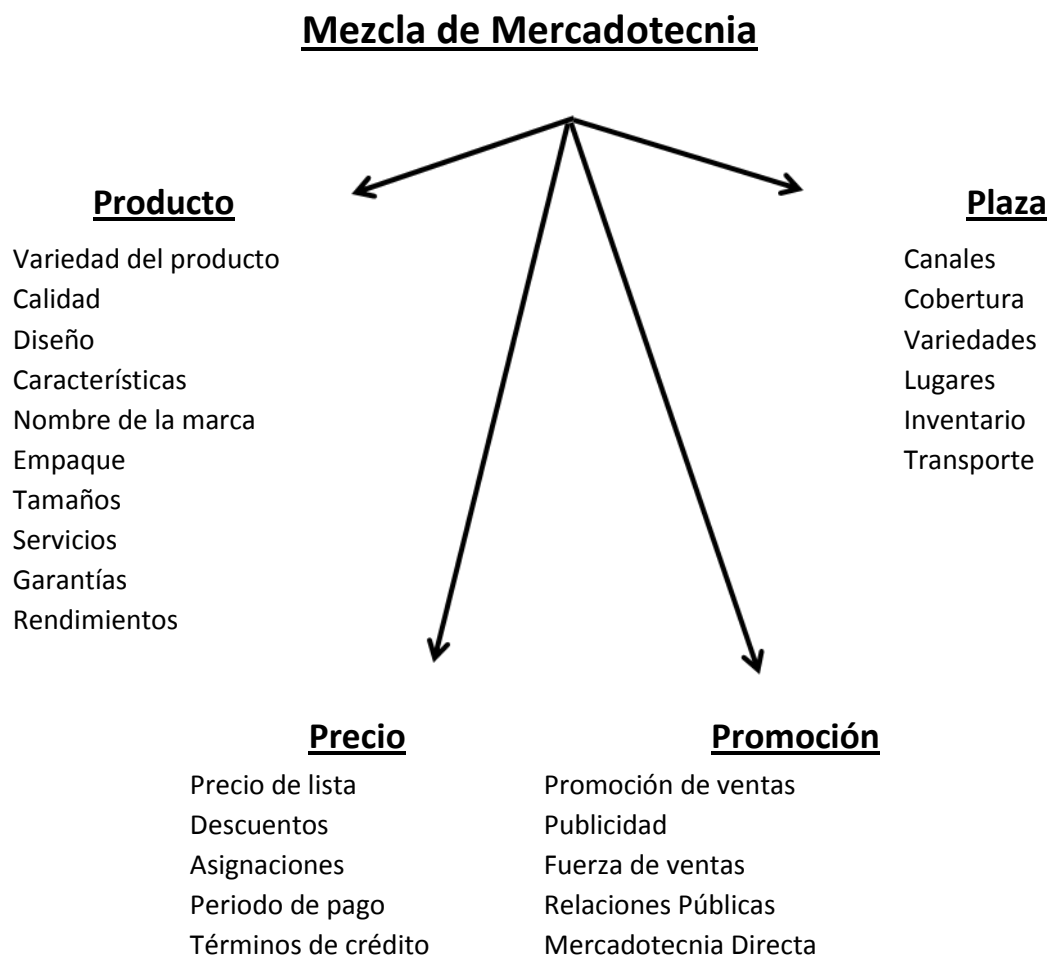 Mezcla de Mercadotecnia
Producto
Variedad del producto
Calidad
Diseño
Características
Nombre de la marca
Empaque
Tamaños
Servicios
Garantías
Rendimientos
Plaza
Canales
Cobertura
Variedades
Lugares
Inventario
Transporte
Precio
Precio de lista
Descuentos
Asignaciones
Periodo de pago
Términos de crédito
Promoción
Promoción de ventas
Publicidad
Fuerza de ventas
Relaciones Públicas
Mercadotecnia Directa